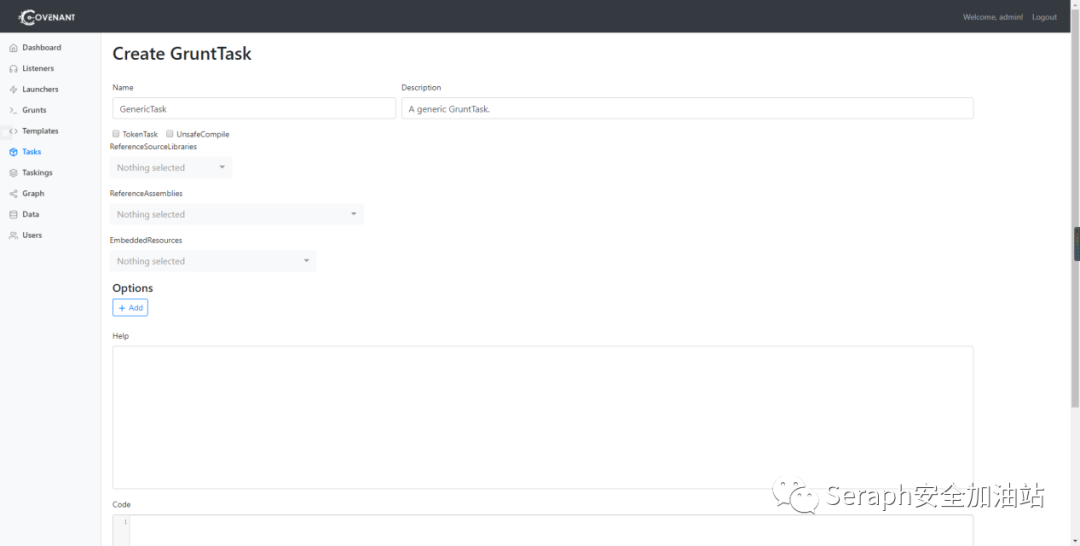 COVENANT
Welcome, admin! Logout
Dashboard
Listeners
Launchers
Grunts
Templates
Tasks
Taskings
Graph
Data
Users
Create GruntTask
Name
Description
GenericTask
A generic GruntTask.
TokenTask UnsafeCompile
ReferenceSourceLibraries
Nothing selected
ReferenceAssemblies
Nothing selected
EmbeddedResources
Nothing selected
Options
+ Add
Help
Code
1
Seraph安全加油站